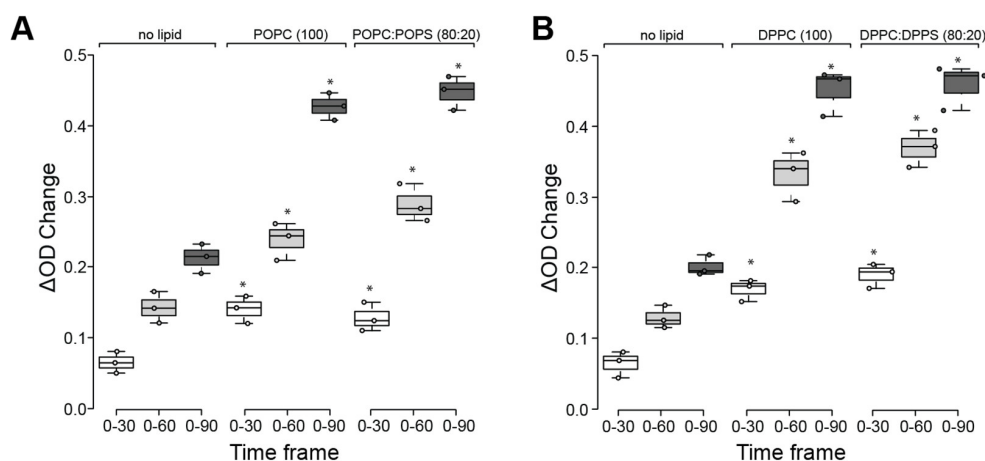 A
no lipid POPC (100) POPC:POPS (80:20)
0.5
0.4
0.3
0.2
0.1
0.0
ΔOD Change
* * * * * *
0-30 0-60 0-90 0-30 0-60 0-90 0-30 0-60 0-90
Time frame
B
no lipid DPPC (100) DPPC:DPPS (80:20)
0.5
0.4
0.3
0.2
0.1
0.0
ΔOD Change
* * * * * *
0-30 0-60 0-90 0-30 0-60 0-90 0-30 0-60 0-90
Time frame